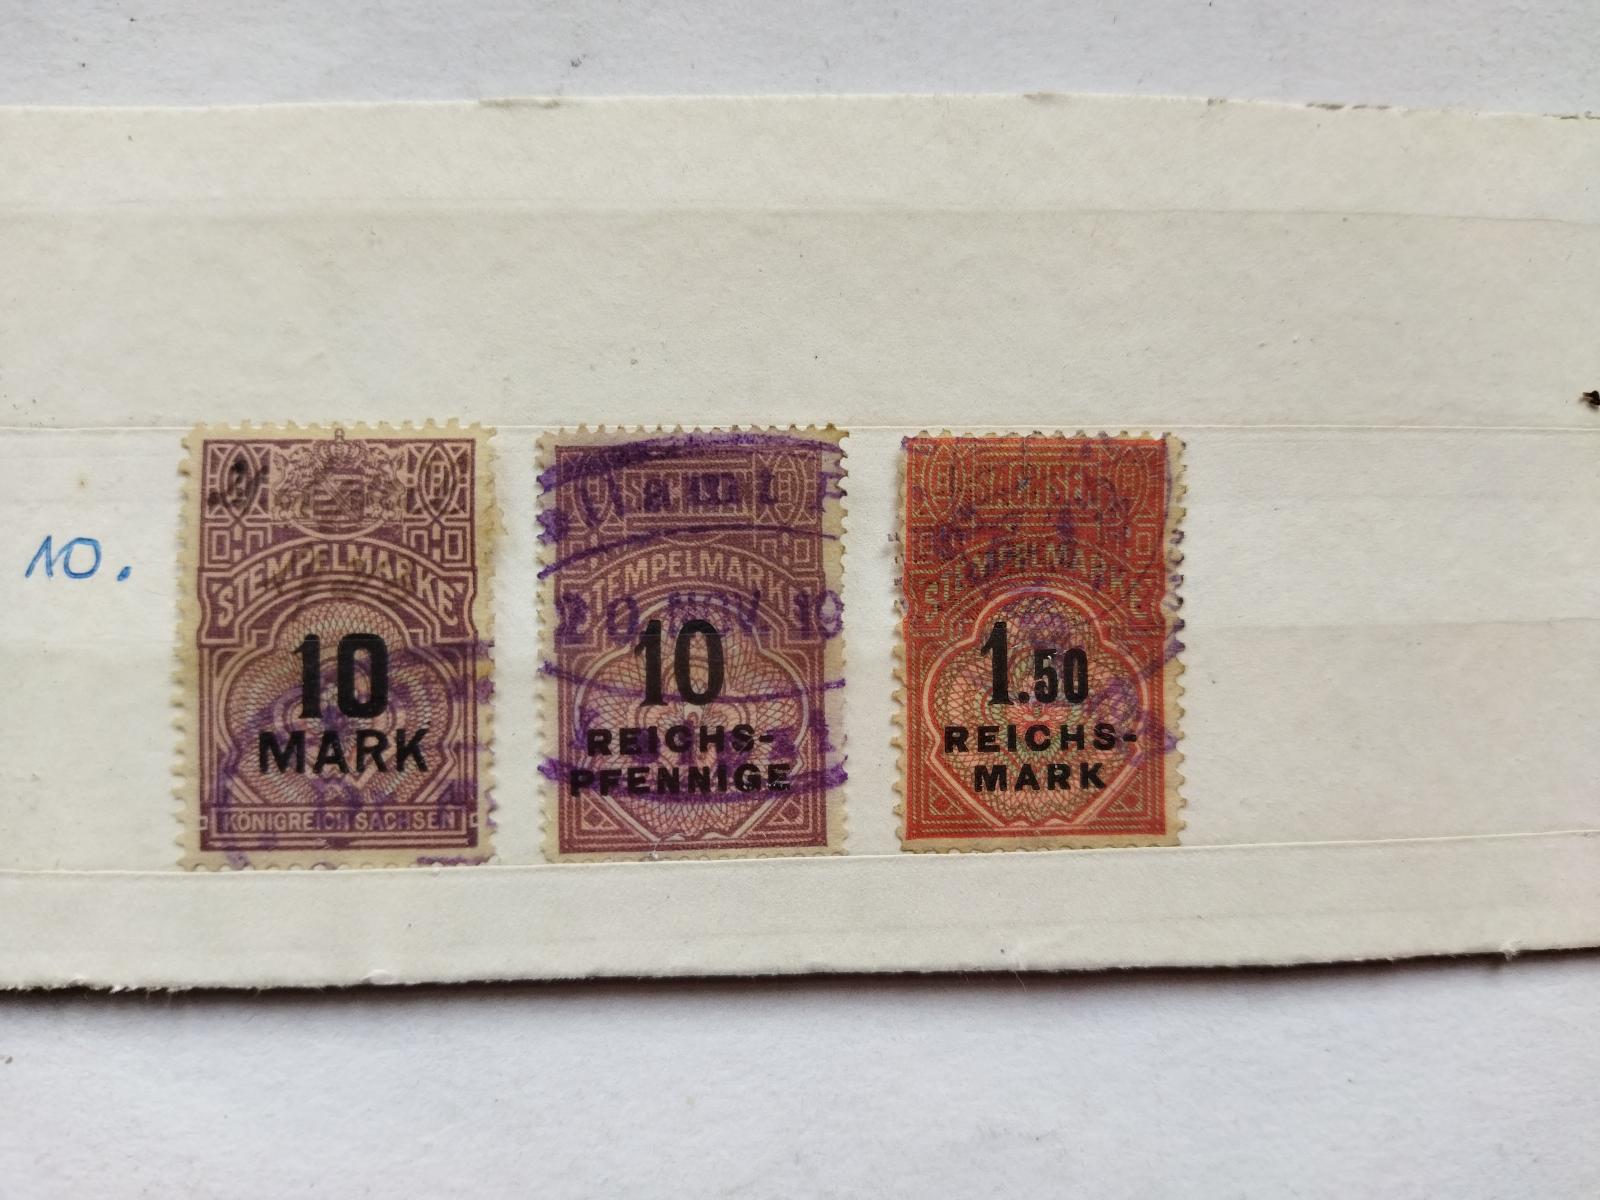 10.
STEMPELMARKE
10
MARK
KÖNIGREICH SACHSEN
SACHSEN
STEMPELMARKE
20 NOV 19
10
REICHS-
PFENNIGE
SACHSEN
STEMPELMARKE
1.50
REICHS-
MARK